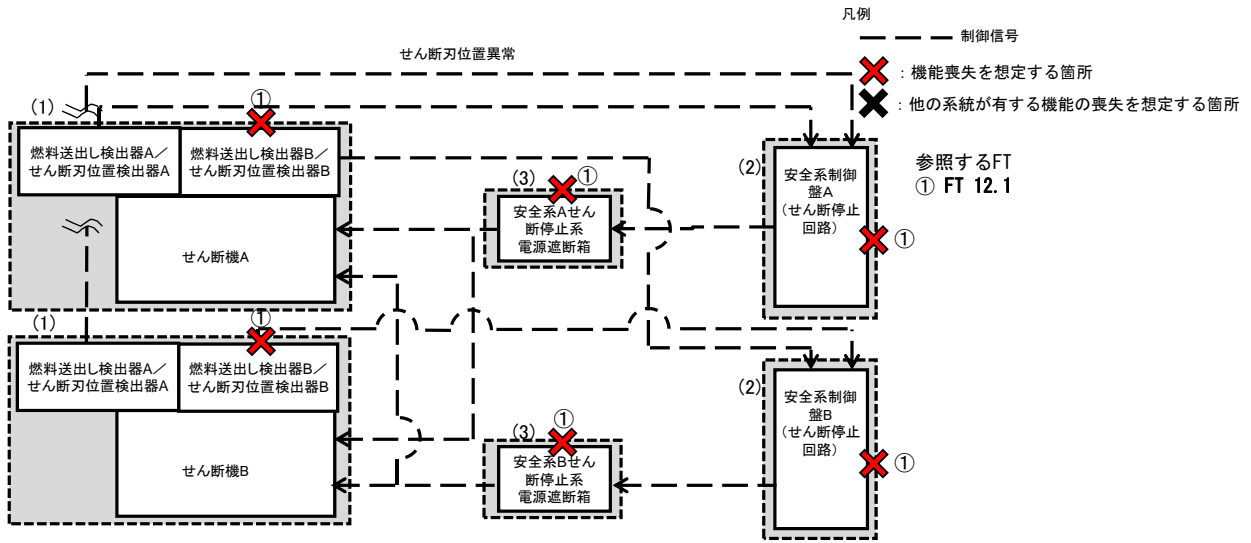 凡例
制御信号
：機能喪失を想定する箇所
：他の系統が有する機能の喪失を想定する箇所
参照するFT
① FT 12.1
せん断刃位置異常
(1)
①
燃料送出し検出器A／
せん断刃位置検出器A
燃料送出し検出器B／
せん断刃位置検出器B
せん断機A
(3)
①
安全系Aせん
断停止系
電源遮断箱
(2)
安全系制御
盤A
(せん断停止
回路)
①
(1)
①
燃料送出し検出器A／
せん断刃位置検出器A
燃料送出し検出器B／
せん断刃位置検出器B
せん断機B
(3)
①
安全系Bせん
断停止系
電源遮断箱
(2)
安全系制御
盤B
(せん断停止
回路)
①